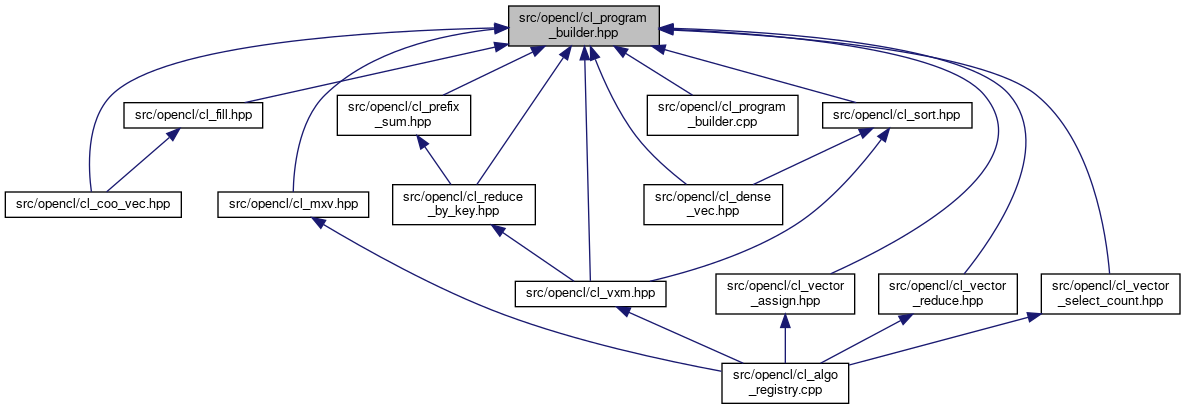 src/opencl/cl_program
_builder.hpp
src/opencl/cl_fill.hpp
src/opencl/cl_prefix
_sum.hpp
src/opencl/cl_program
_builder.cpp
src/opencl/cl_sort.hpp
src/opencl/cl_coo_vec.hpp
src/opencl/cl_mxv.hpp
src/opencl/cl_reduce
_by_key.hpp
src/opencl/cl_dense
_vec.hpp
src/opencl/cl_vxm.hpp
src/opencl/cl_vector
_assign.hpp
src/opencl/cl_vector
_reduce.hpp
src/opencl/cl_vector
_select_count.hpp
src/opencl/cl_algo
_registry.cpp